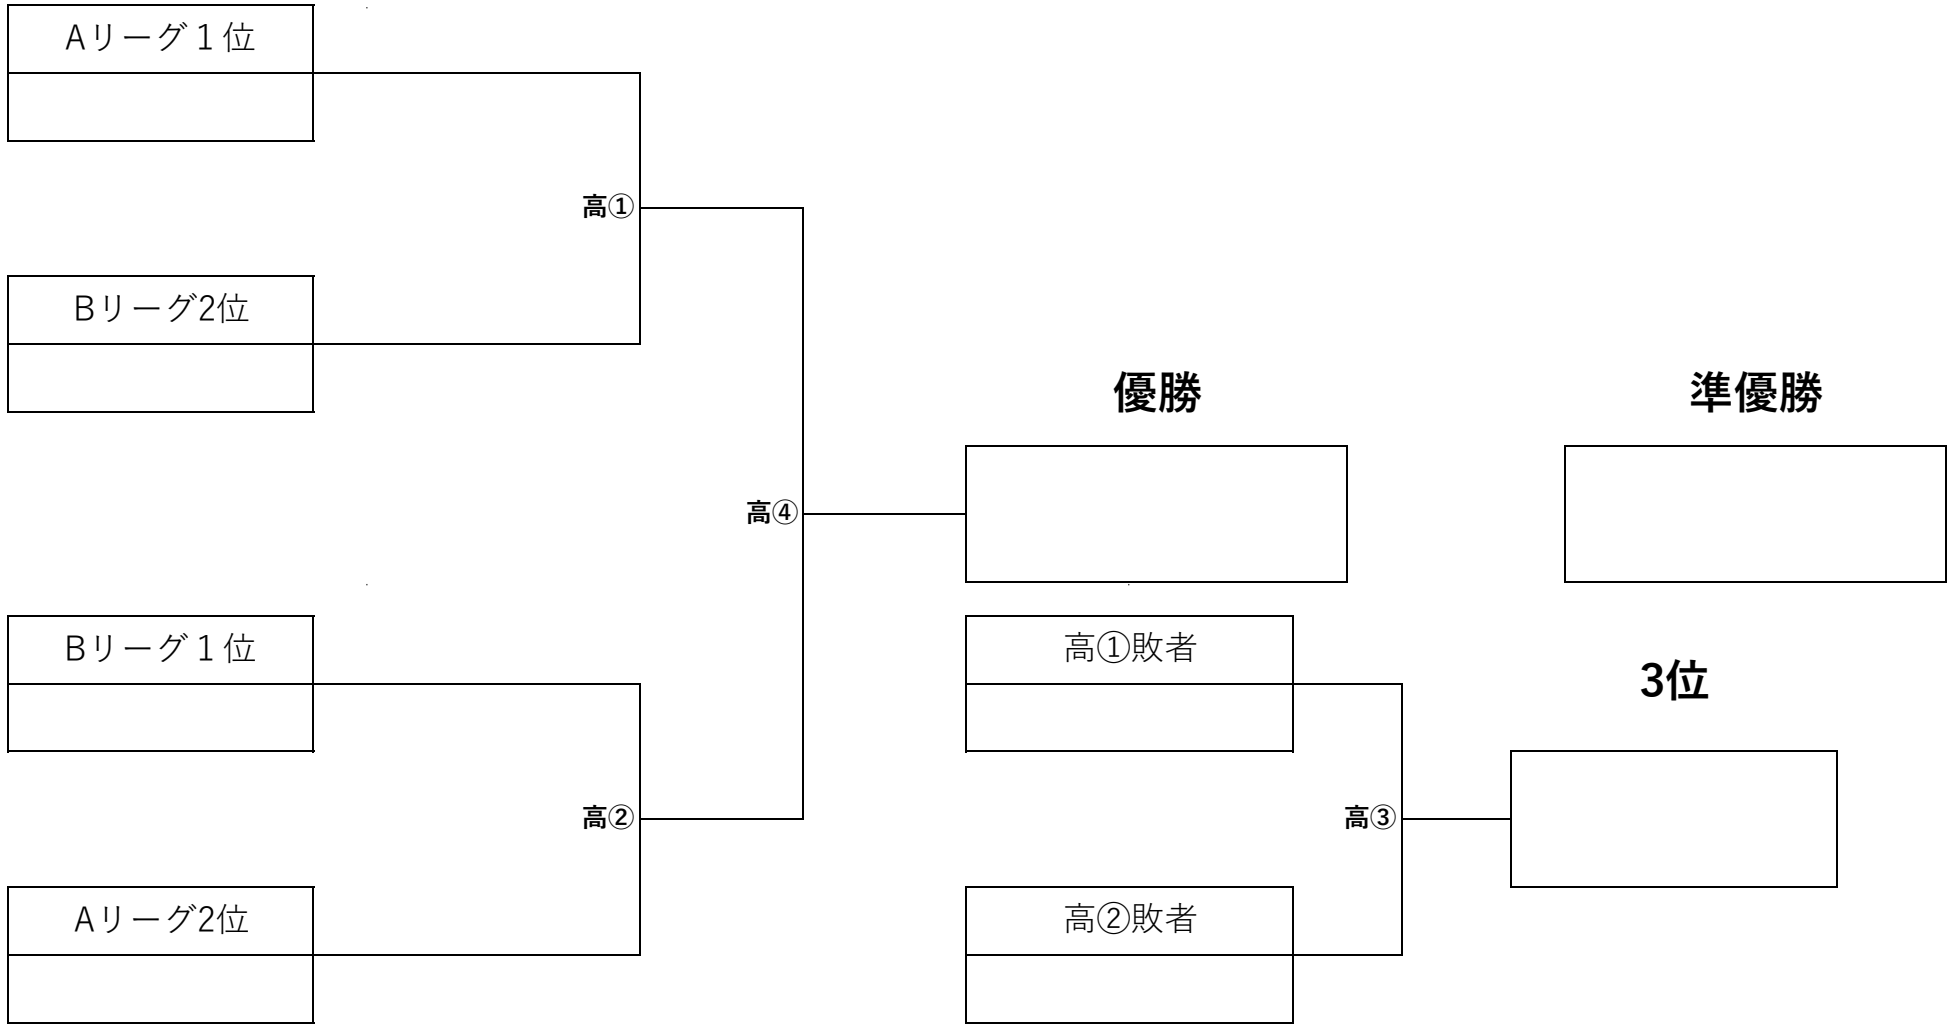 Aリーグ１位
高①
Bリーグ2位
優勝
準優勝
高④
Bリーグ１位
高①敗者
3位
高②
高③
Aリーグ2位
高②敗者